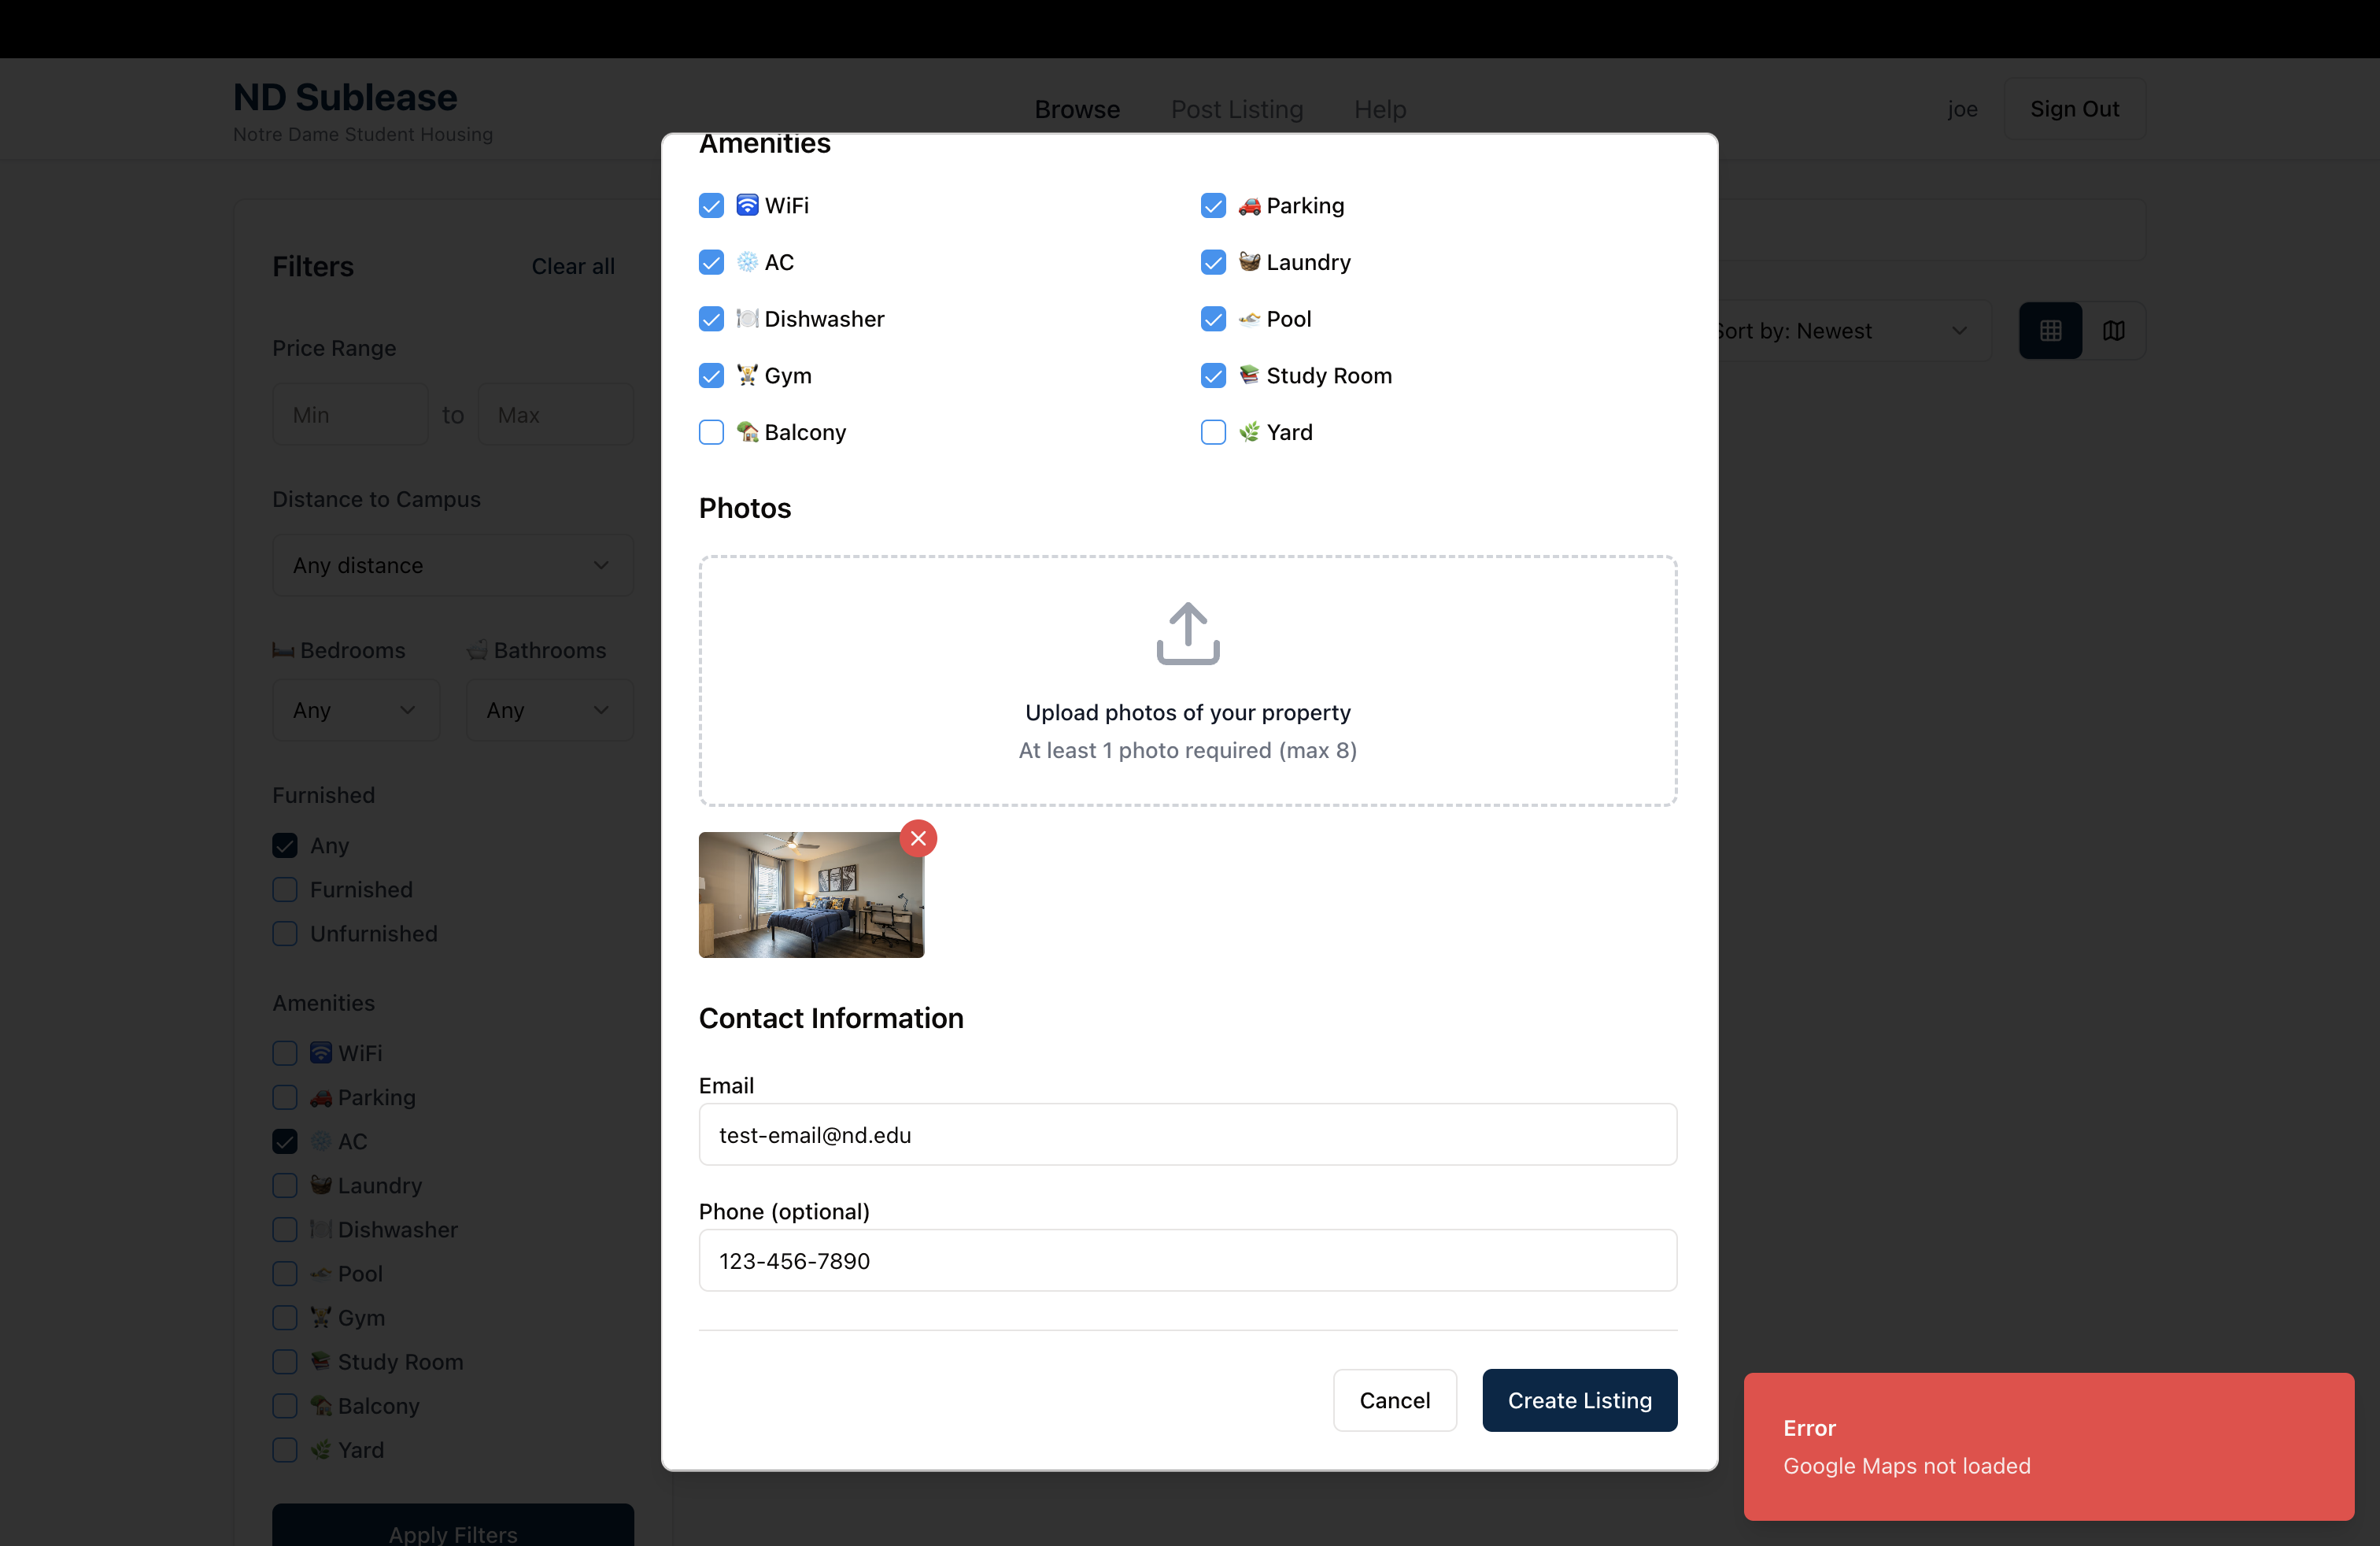 ND Sublease
Notre Dame Student Housing
Browse
Post Listing
Help
joe
Sign Out
Filters
Clear all
Price Range
Min
to
Max
Distance to Campus
Any distance
Bedrooms
Bathrooms
Any
Any
Furnished
Any
Furnished
Unfurnished
Amenities
WiFi
Parking
AC
Laundry
Dishwasher
Pool
Gym
Study Room
Balcony
Yard
Apply Filters
Amenities
WiFi
Parking
AC
Laundry
Dishwasher
Pool
Gym
Study Room
Balcony
Yard
Photos
Upload photos of your property
At least 1 photo required (max 8)
Contact Information
Email
test-email@nd.edu
Phone (optional)
123-456-7890
Cancel
Create Listing
Sort by: Newest
Error
Google Maps not loaded